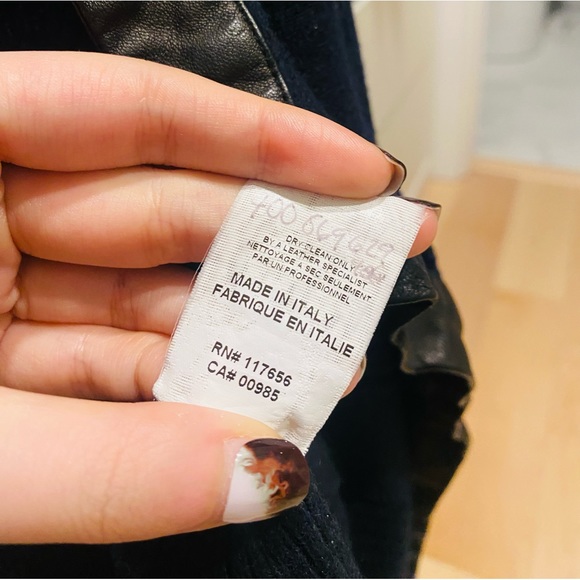 700 869 679
DRY CLEAN ONLY
BY A LEATHER SPECIALIST
NETTOYAGE A SEC SEULEMENT
PAR UN PROFESSIONNEL
MADE IN ITALY
FABRIQUE EN ITALIE
RN# 117656
CA# 00985